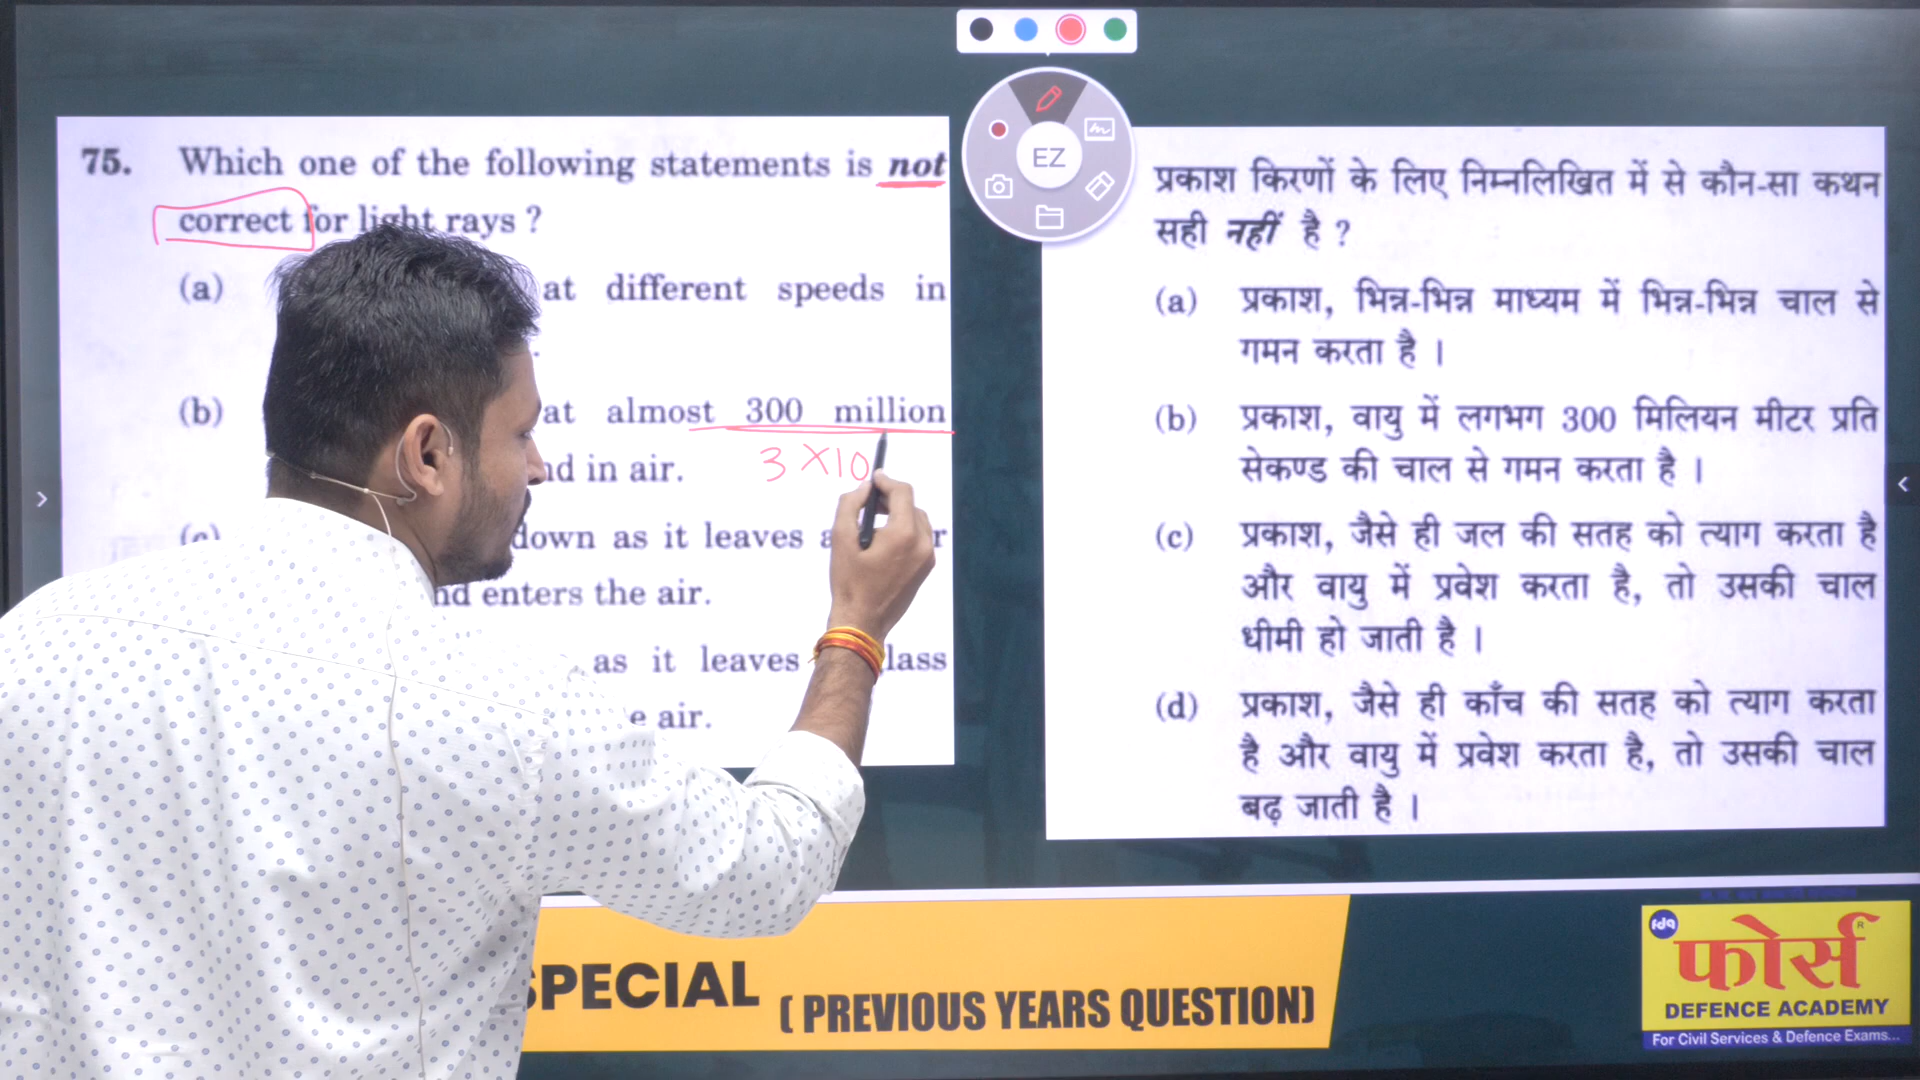 75. Which one of the following statements is not
correct for light rays ?
(a) at different speeds in
(b) at almost 300 million
in air.
3 × 10
down as it leaves
enters the air.
as it leaves
air.
EZ
प्रकाश किरणों के लिए निम्नलिखित में से कौन-सा कथन
सही नहीं है ?
(a) प्रकाश, भिन्न-भिन्न माध्यम में भिन्न-भिन्न चाल से
गमन करता है ।
(b) प्रकाश, वायु में लगभग 300 मिलियन मीटर प्रति
सेकण्ड की चाल से गमन करता है ।
(c) प्रकाश, जैसे ही जल की सतह को त्याग करता है
और वायु में प्रवेश करता है, तो उसकी चाल
धीमी हो जाती है ।
(d) प्रकाश, जैसे ही काँच की सतह को त्याग करता
है और वायु में प्रवेश करता है, तो उसकी चाल
बढ़ जाती है ।
SPECIAL ( PREVIOUS YEARS QUESTION)
fda
फोर्स
DEFENCE ACADEMY
For Civil Services & Defence Exams...